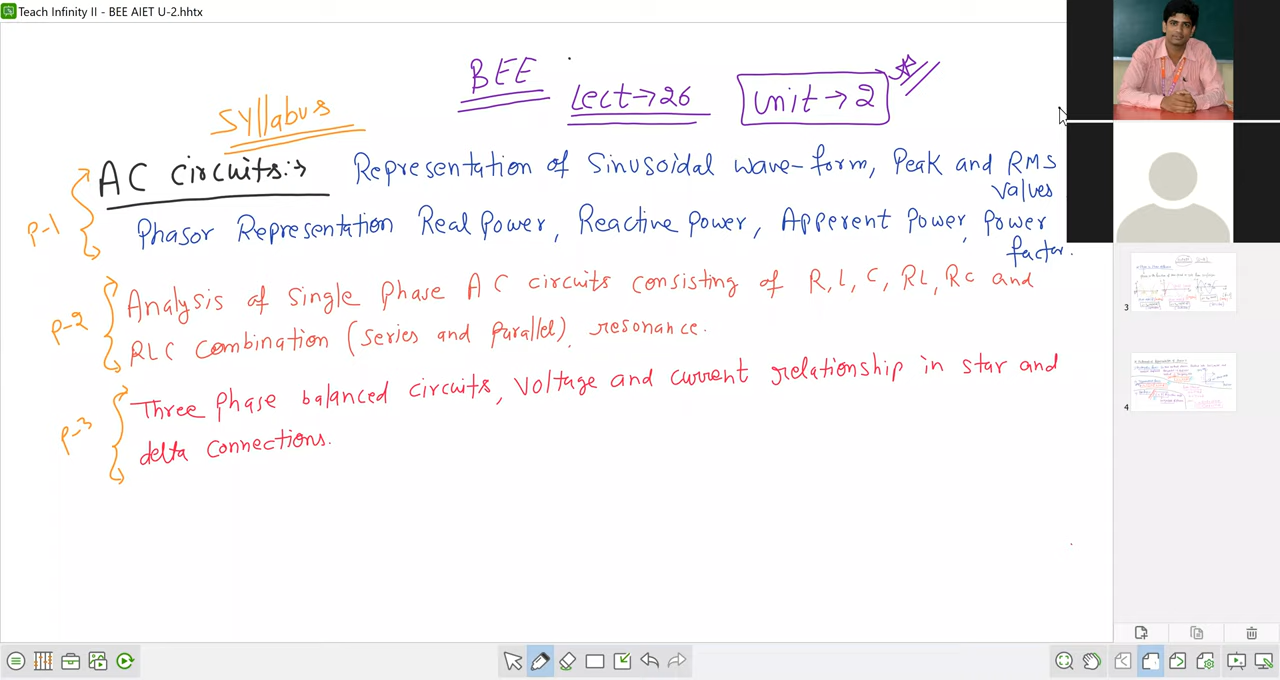 Teach Infinity II - BEE AIET U-2.hhtx
BEE
Lect→26
Unit→2
Syllabus
AC circuits:→ Representation of Sinusoidal wave-form, Peak and RMS
values
Phasor Representation Real Power, Reactive Power, Apperent Power, Power
factor.
P-1
Analysis of Single Phase AC circuits consisting of R, L, C, RL, RC and
P-2
RLC Combination (series and parallel), resonance.
Three Phase balanced circuits, Voltage and current relationship in star and
P-3
delta connections.
3
4